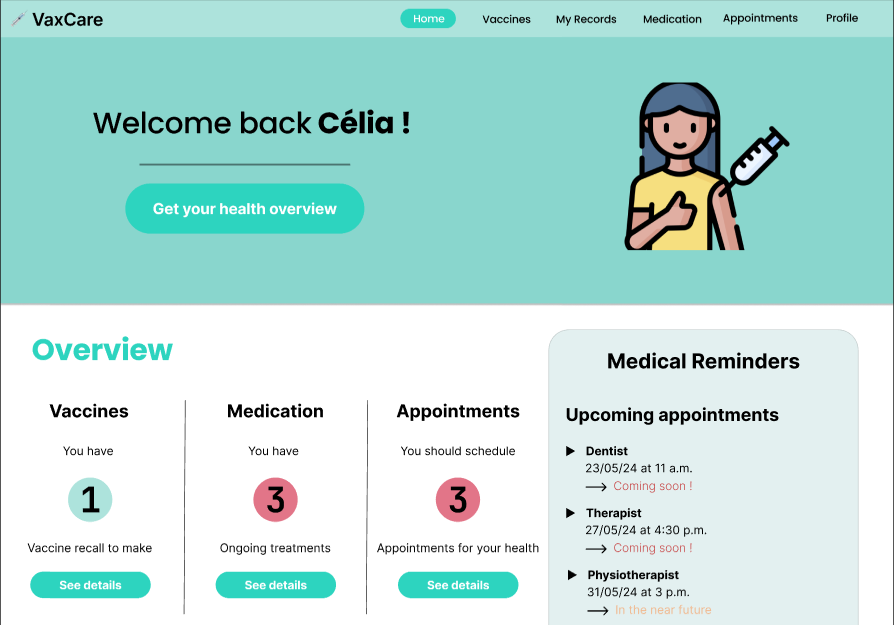 VaxCare
Home
Vaccines
My Records
Medication
Appointments
Profile
Welcome back Célia !
Get your health overview
Overview
Vaccines
You have
1
Vaccine recall to make
See details
Medication
You have
3
Ongoing treatments
See details
Appointments
You should schedule
3
Appointments for your health
See details
Medical Reminders
Upcoming appointments
Dentist
23/05/24 at 11 a.m.
Coming soon !
Therapist
27/05/24 at 4:30 p.m.
Coming soon !
Physiotherapist
31/05/24 at 3 p.m.
In the near future